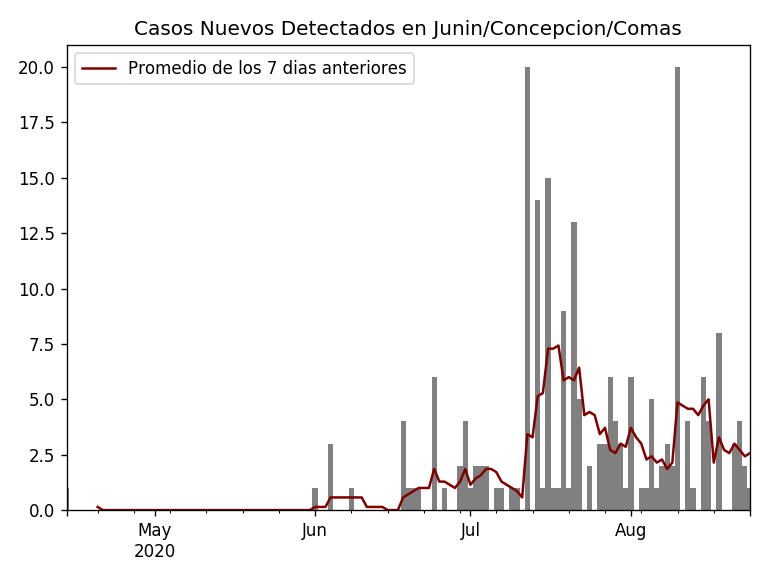 Casos Nuevos Detectados en Junin/Concepcion/Comas
Promedio de los 7 dias anteriores
20.0
17.5
15.0
12.5
10.0
7.5
5.0
2.5
0.0
May
2020
Jun
Jul
Aug